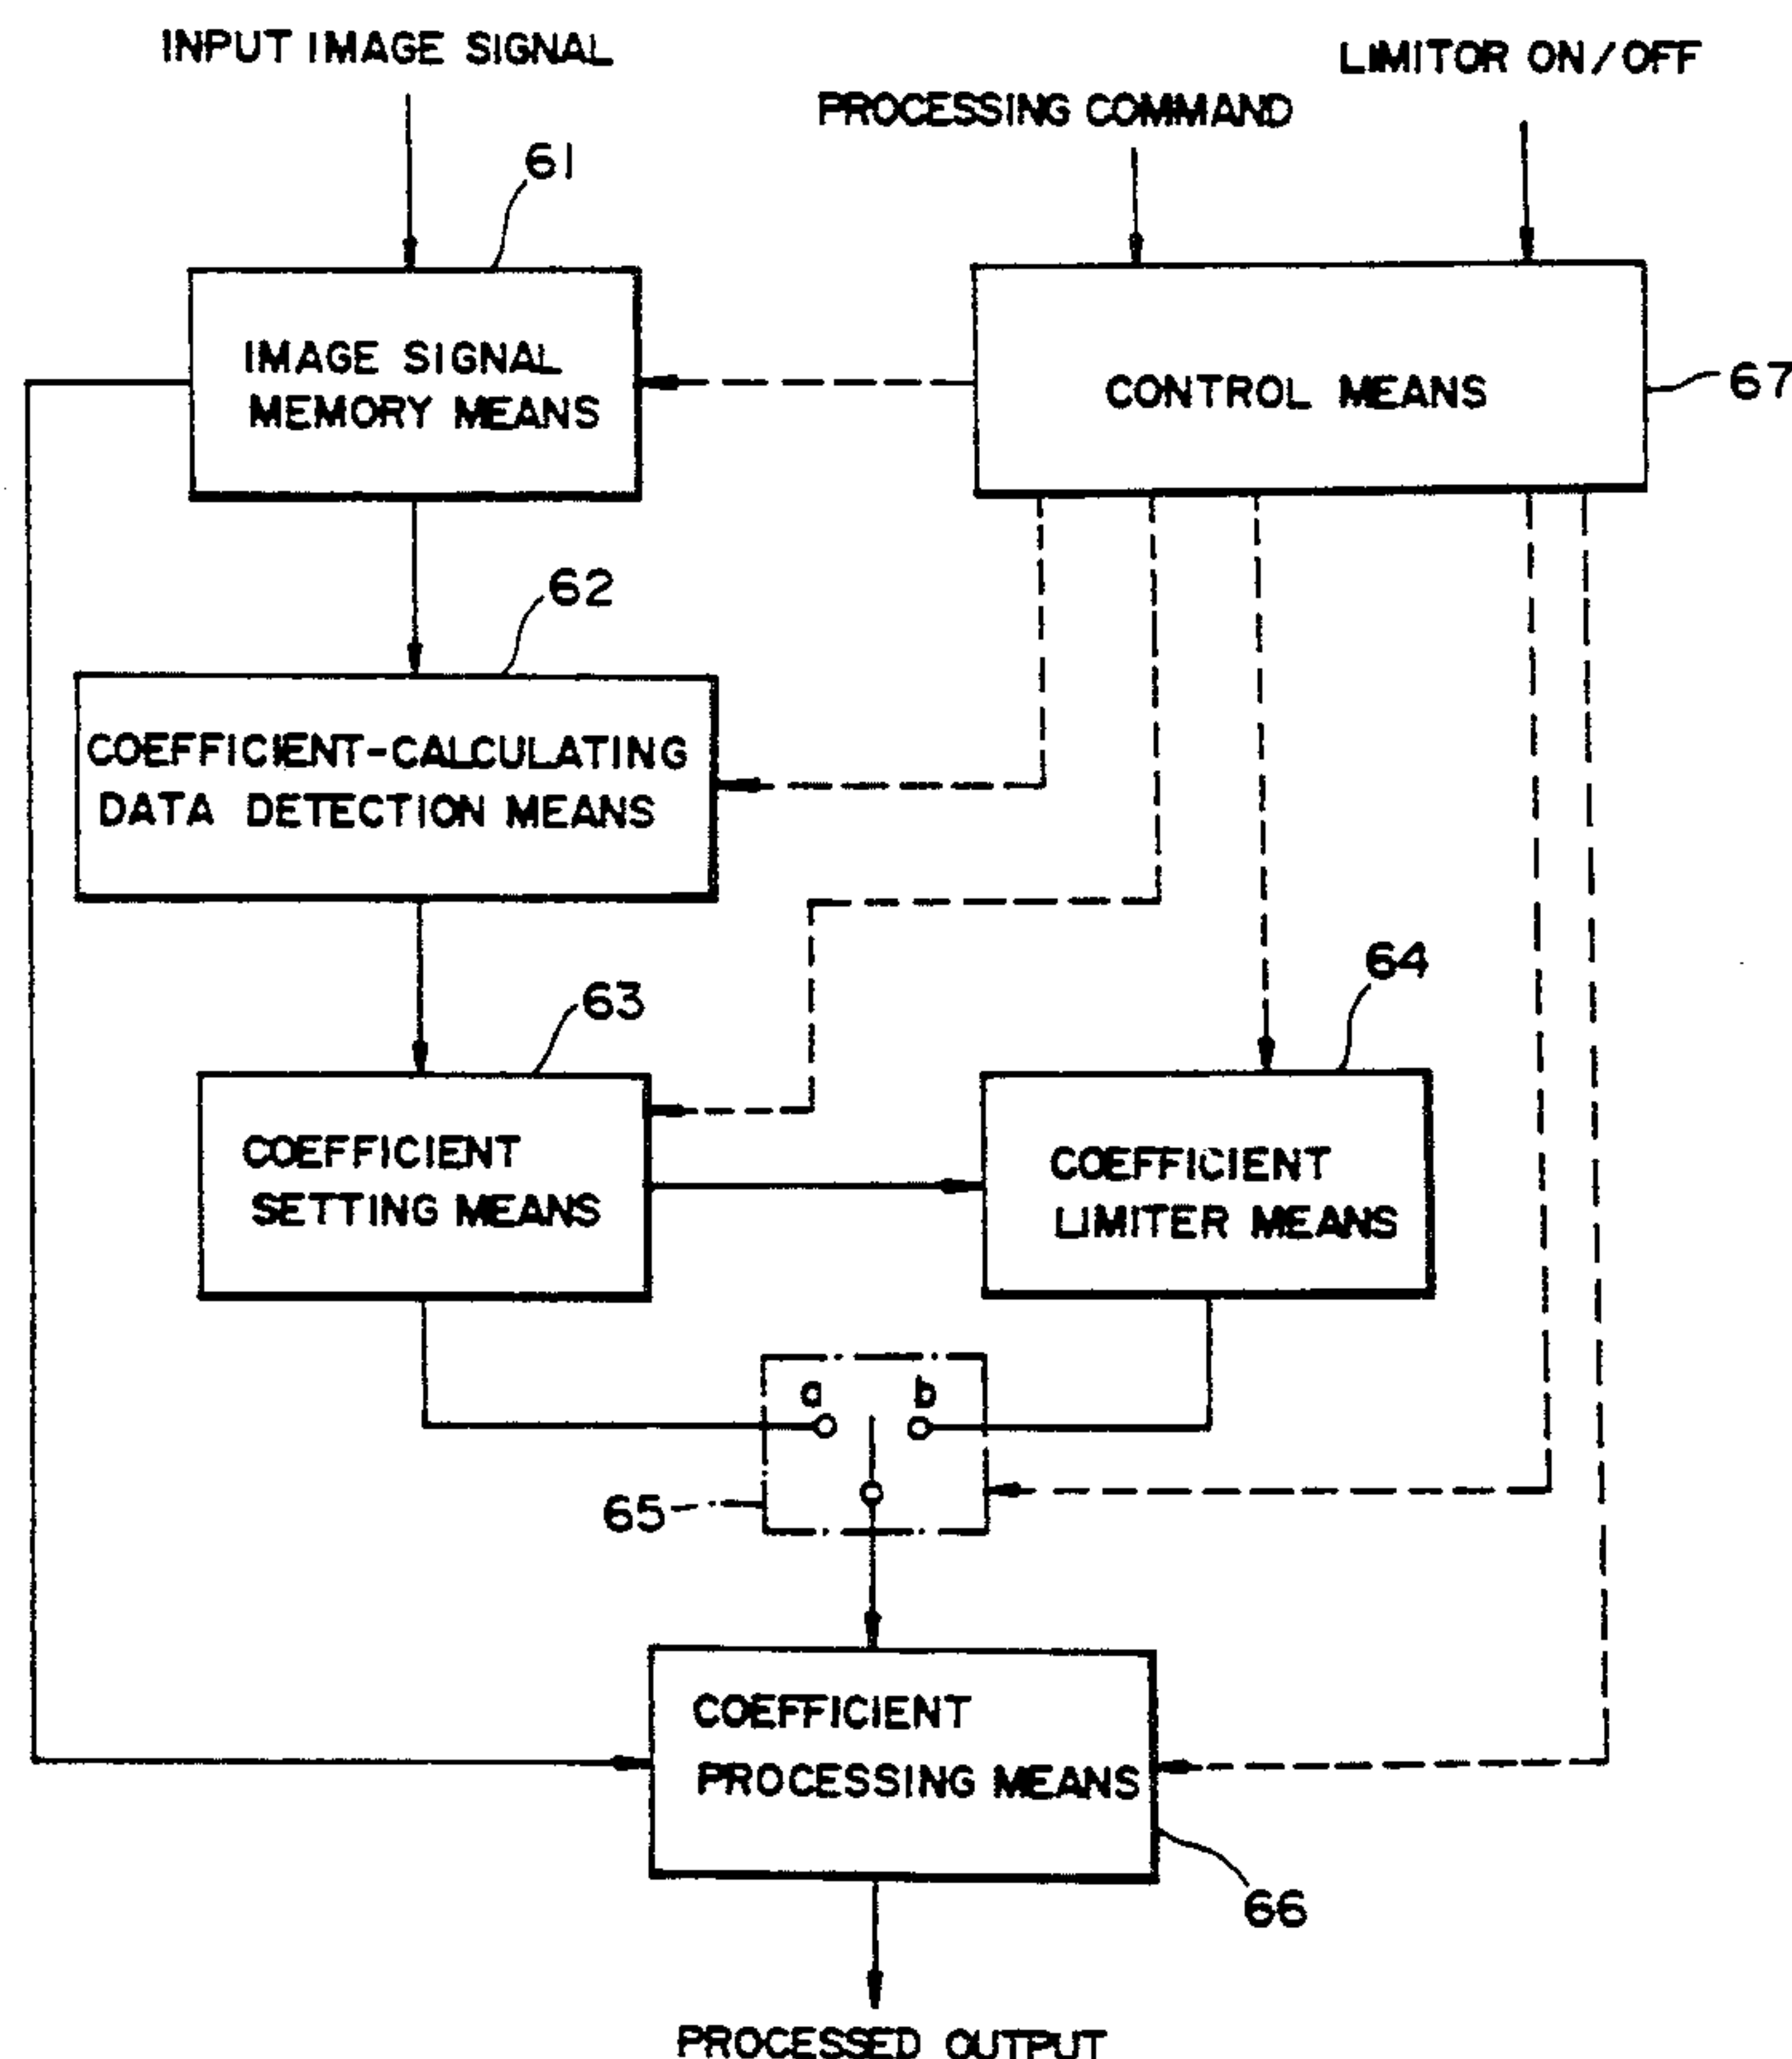 INPUT IMAGE SIGNAL
LIMITOR ON/OFF
PROCESSING COMMAND
61
IMAGE SIGNAL
MEMORY MEANS
CONTROL MEANS
67
62
COEFFICIENT-CALCULATING
DATA DETECTION MEANS
64
63
COEFFICIENT
SETTING MEANS
COEFFICIENT
LIMITER MEANS
a
b
65
COEFFICIENT
PROCESSING MEANS
66
PROCESSED OUTPUT